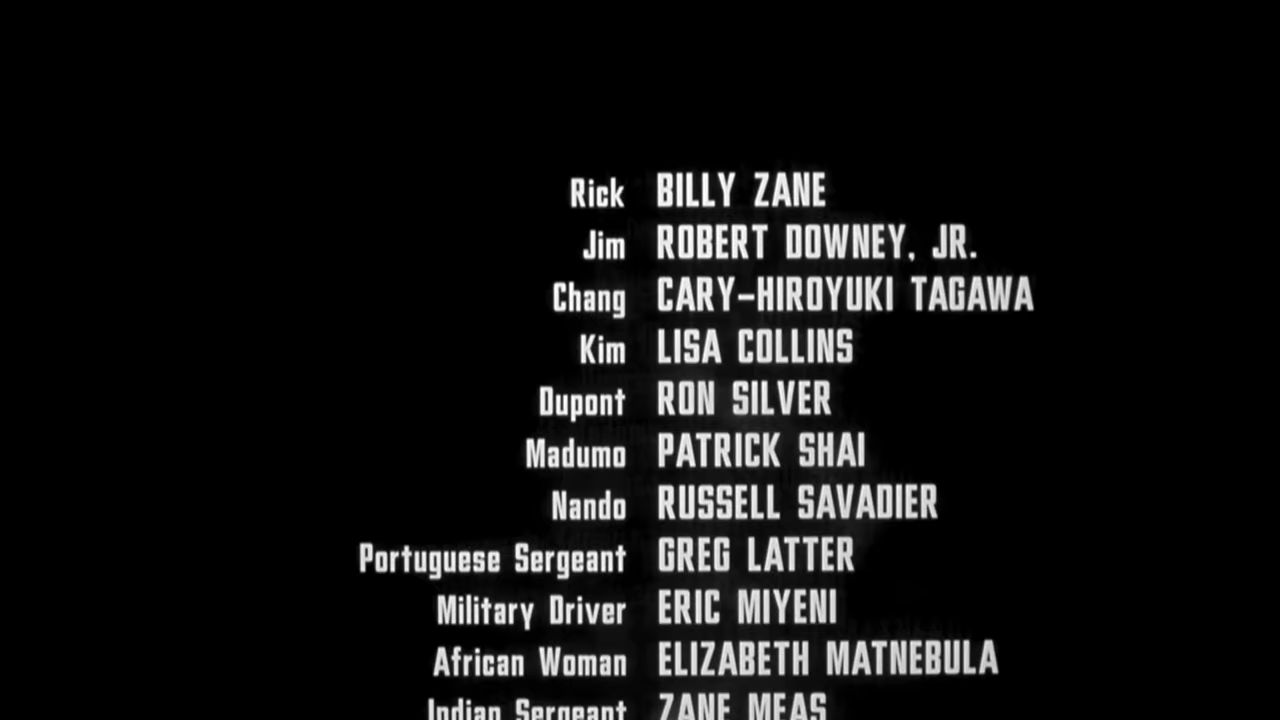 Rick BILLY ZANE
Jim ROBERT DOWNEY, JR.
Chang CARY-HIROYUKI TAGAWA
Kim LISA COLLINS
Dupont RON SILVER
Madumo PATRICK SHAI
Nando RUSSELL SAVADIER
Portuguese Sergeant GREG LATTER
Military Driver ERIC MIYENI
African Woman ELIZABETH MATNEBULA
Indian Sergeant ZANE MEAS